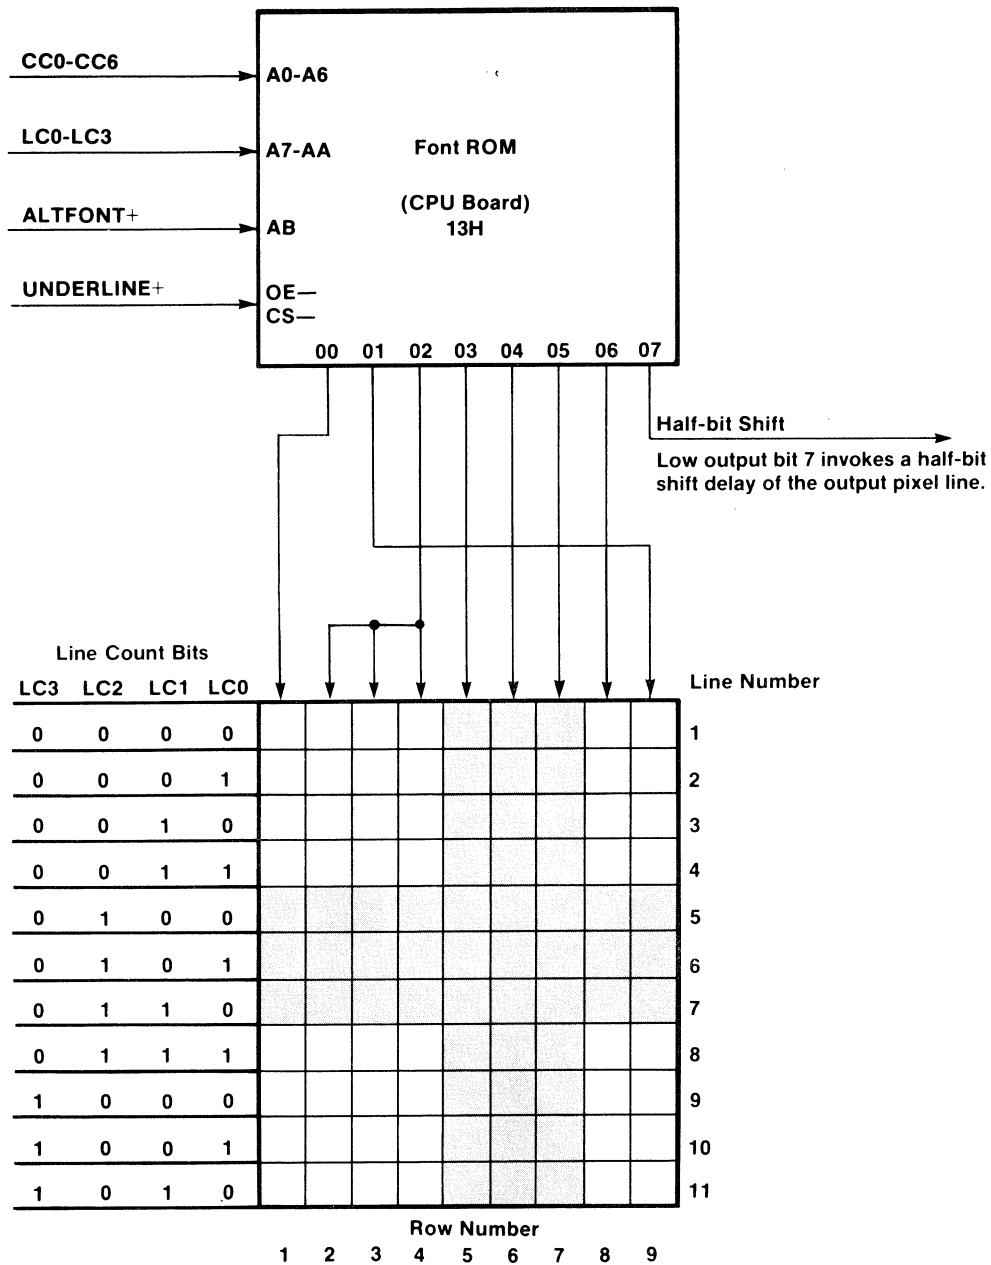 CC0-CC6
A0-A6
LC0-LC3
A7-AA
Font ROM
(CPU Board)
13H
ALTFONT+
AB
UNDERLINE+
OE—
CS—
00 01 02 03 04 05 06 07
Half-bit Shift
Low output bit 7 invokes a half-bit
shift delay of the output pixel line.
Line Count Bits
LC3 LC2 LC1 LC0
Line Number
0 0 0 0 1
0 0 0 1 2
0 0 1 0 3
0 0 1 1 4
0 1 0 0 5
0 1 0 1 6
0 1 1 0 7
0 1 1 1 8
1 0 0 0 9
1 0 0 1 10
1 0 1 0 11
Row Number
1 2 3 4 5 6 7 8 9